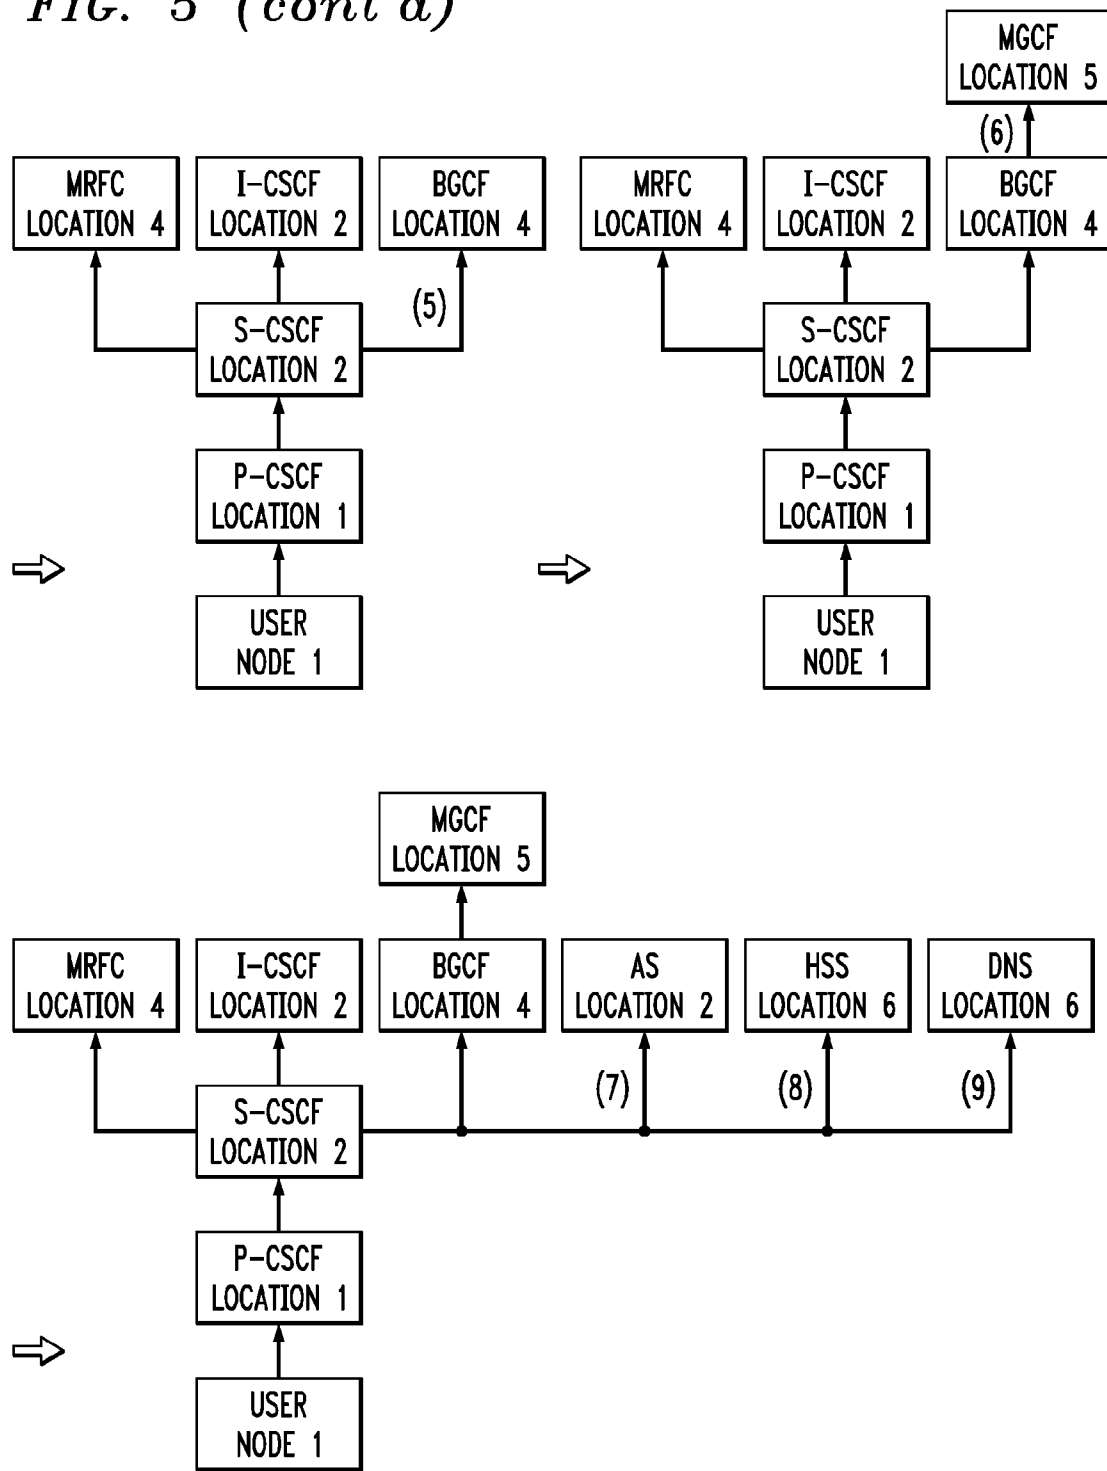 FIG. 5 (cont'd)
MGCF
LOCATION 5
(6)
MRFC
LOCATION 4
I-CSCF
LOCATION 2
BGCF
LOCATION 4
(5)
S-CSCF
LOCATION 2
P-CSCF
LOCATION 1
USER
NODE 1
MRFC
LOCATION 4
I-CSCF
LOCATION 2
BGCF
LOCATION 4
S-CSCF
LOCATION 2
P-CSCF
LOCATION 1
USER
NODE 1
MGCF
LOCATION 5
MRFC
LOCATION 4
I-CSCF
LOCATION 2
BGCF
LOCATION 4
AS
LOCATION 2
HSS
LOCATION 6
DNS
LOCATION 6
(7)
(8)
(9)
S-CSCF
LOCATION 2
P-CSCF
LOCATION 1
USER
NODE 1